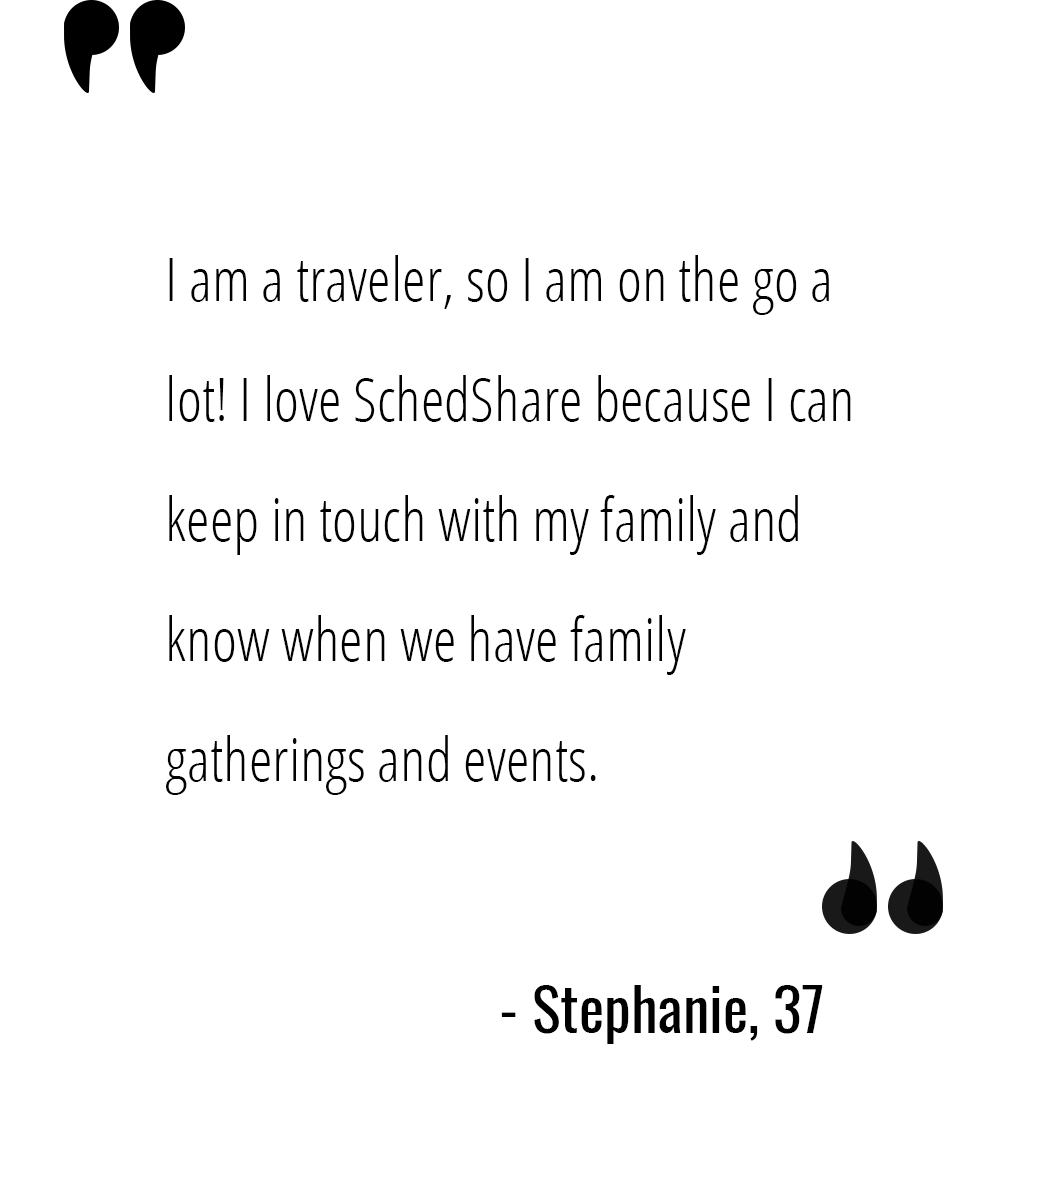 I am a traveler, so I am on the go a
lot! I love SchedShare because I can
keep in touch with my family and
know when we have family
gatherings and events.
- Stephanie, 37